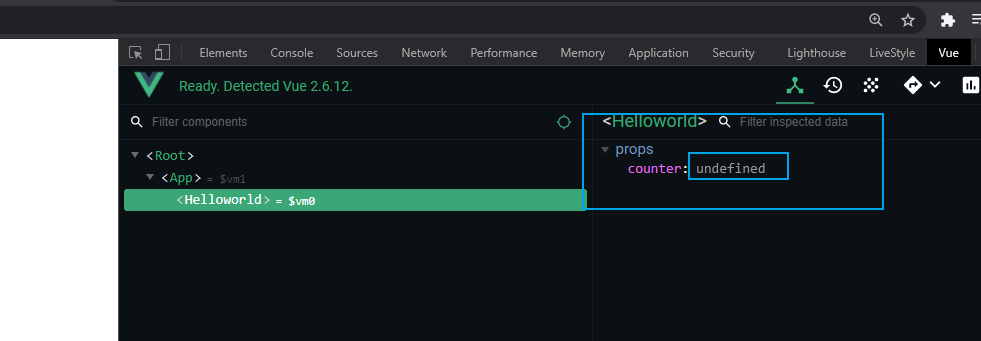 Elements Console Sources Network Performance Memory Application Security Lighthouse LiveStyle Vue
Ready. Detected Vue 2.6.12.
Filter components
<Helloworld> Filter inspected data
<Root>
<App> = $vm1
<Helloworld> = $vm0
props
counter: undefined